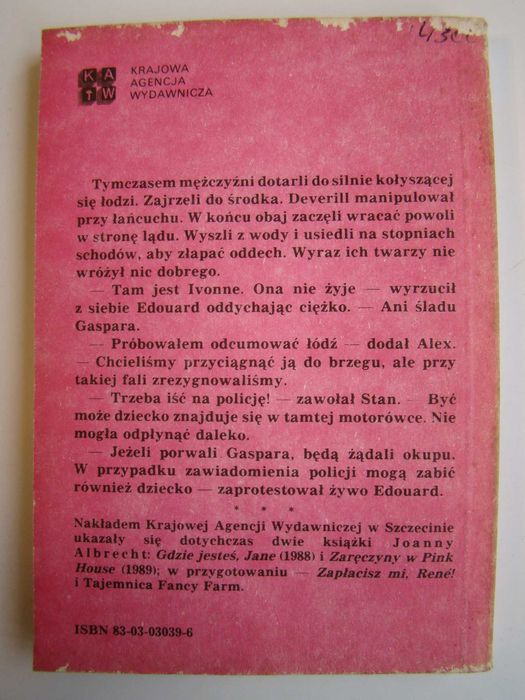 KRAJOWA
AGENCJA
WYDAWNICZA
K A
W
Tymczasem mężczyźni dotarli do silnie kołyszącej
się łodzi. Zajrzeli do środka. Deverill manipulował
przy łańcuchu. W końcu obaj zaczęli wracać powoli
w stronę lądu. Wyszli z wody i usiedli na stopniach
schodów, aby złapać oddech. Wyraz ich twarzy nie
wróżył nic dobrego.
— Tam jest Ivonne. Ona nie żyje — wyrzucił
z siebie Edouard oddychając ciężko. — Ani śladu
Gaspara.
— Próbowałem odcumować łódź — dodał Alex.
— Chcieliśmy przyciągnąć ją do brzegu, ale przy
takiej fali zrezygnowaliśmy.
— Trzeba iść na policję! — zawołał Stan. — Być
może dziecko znajduje się w tamtej motorówce. Nie
mogła odpłynąć daleko.
— Jeżeli porwali Gaspara, będą żądali okupu.
W przypadku zawiadomienia policji mogą zabić
również dziecko — zaprotestował żywo Edouard.
* * *
Nakładem Krajowej Agencji Wydawniczej w Szczecinie
ukazały się dotychczas dwie książki Joanny
Albrecht: Gdzie jesteś, Jane (1988) i Zaręczyny w Pink
House (1989); w przygotowaniu — Zapłacisz mi, René!
i Tajemnica Fancy Farm.
ISBN 83-03-03039-6